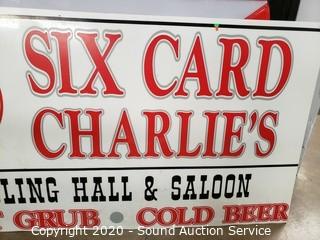 SIX CARD
CHARLIE'S
LING HALL & SALOON
GRUB • COLD BEER
Copyright 2020 - Sound Auction Service